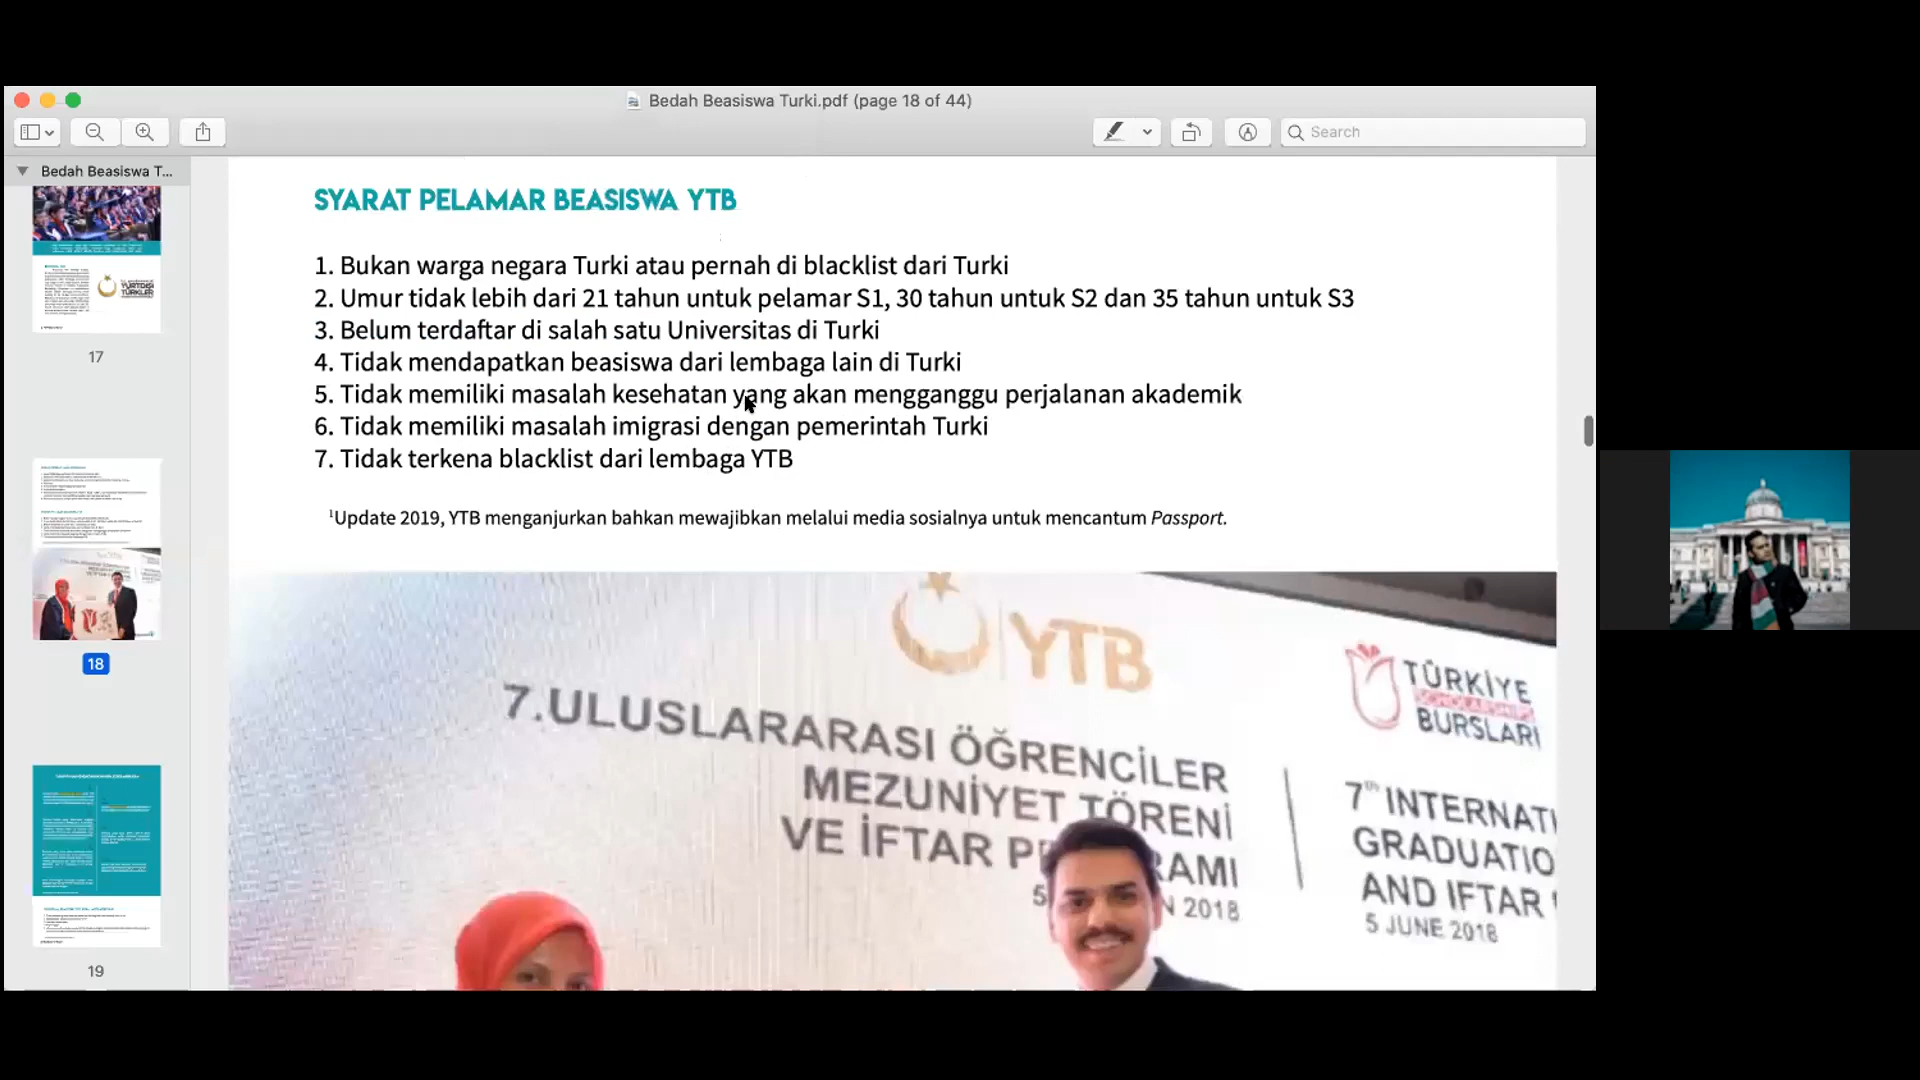 Bedah Beasiswa Turki.pdf (page 18 of 44)
Search
Bedah Beasiswa T...
17
18
19
SYARAT PELAMAR BEASISWA YTB
1. Bukan warga negara Turki atau pernah di blacklist dari Turki
2. Umur tidak lebih dari 21 tahun untuk pelamar S1, 30 tahun untuk S2 dan 35 tahun untuk S3
3. Belum terdaftar di salah satu Universitas di Turki
4. Tidak mendapatkan beasiswa dari lembaga lain di Turki
5. Tidak memiliki masalah kesehatan yang akan mengganggu perjalanan akademik
6. Tidak memiliki masalah imigrasi dengan pemerintah Turki
7. Tidak terkena blacklist dari lembaga YTB
¹Update 2019, YTB menganjurkan bahkan mewajibkan melalui media sosialnya untuk mencantum Passport.
YTB
7.ULUSLARARASI ÖĞRENCİLER
MEZUNİYET TÖRENİ
VE İFTAR
2018
TÜRKİYE
SCHOLARSHIPS
BURSLARI
7th INTERNATI
GRADUATIO
AND IFTAR
5 JUNE 2018